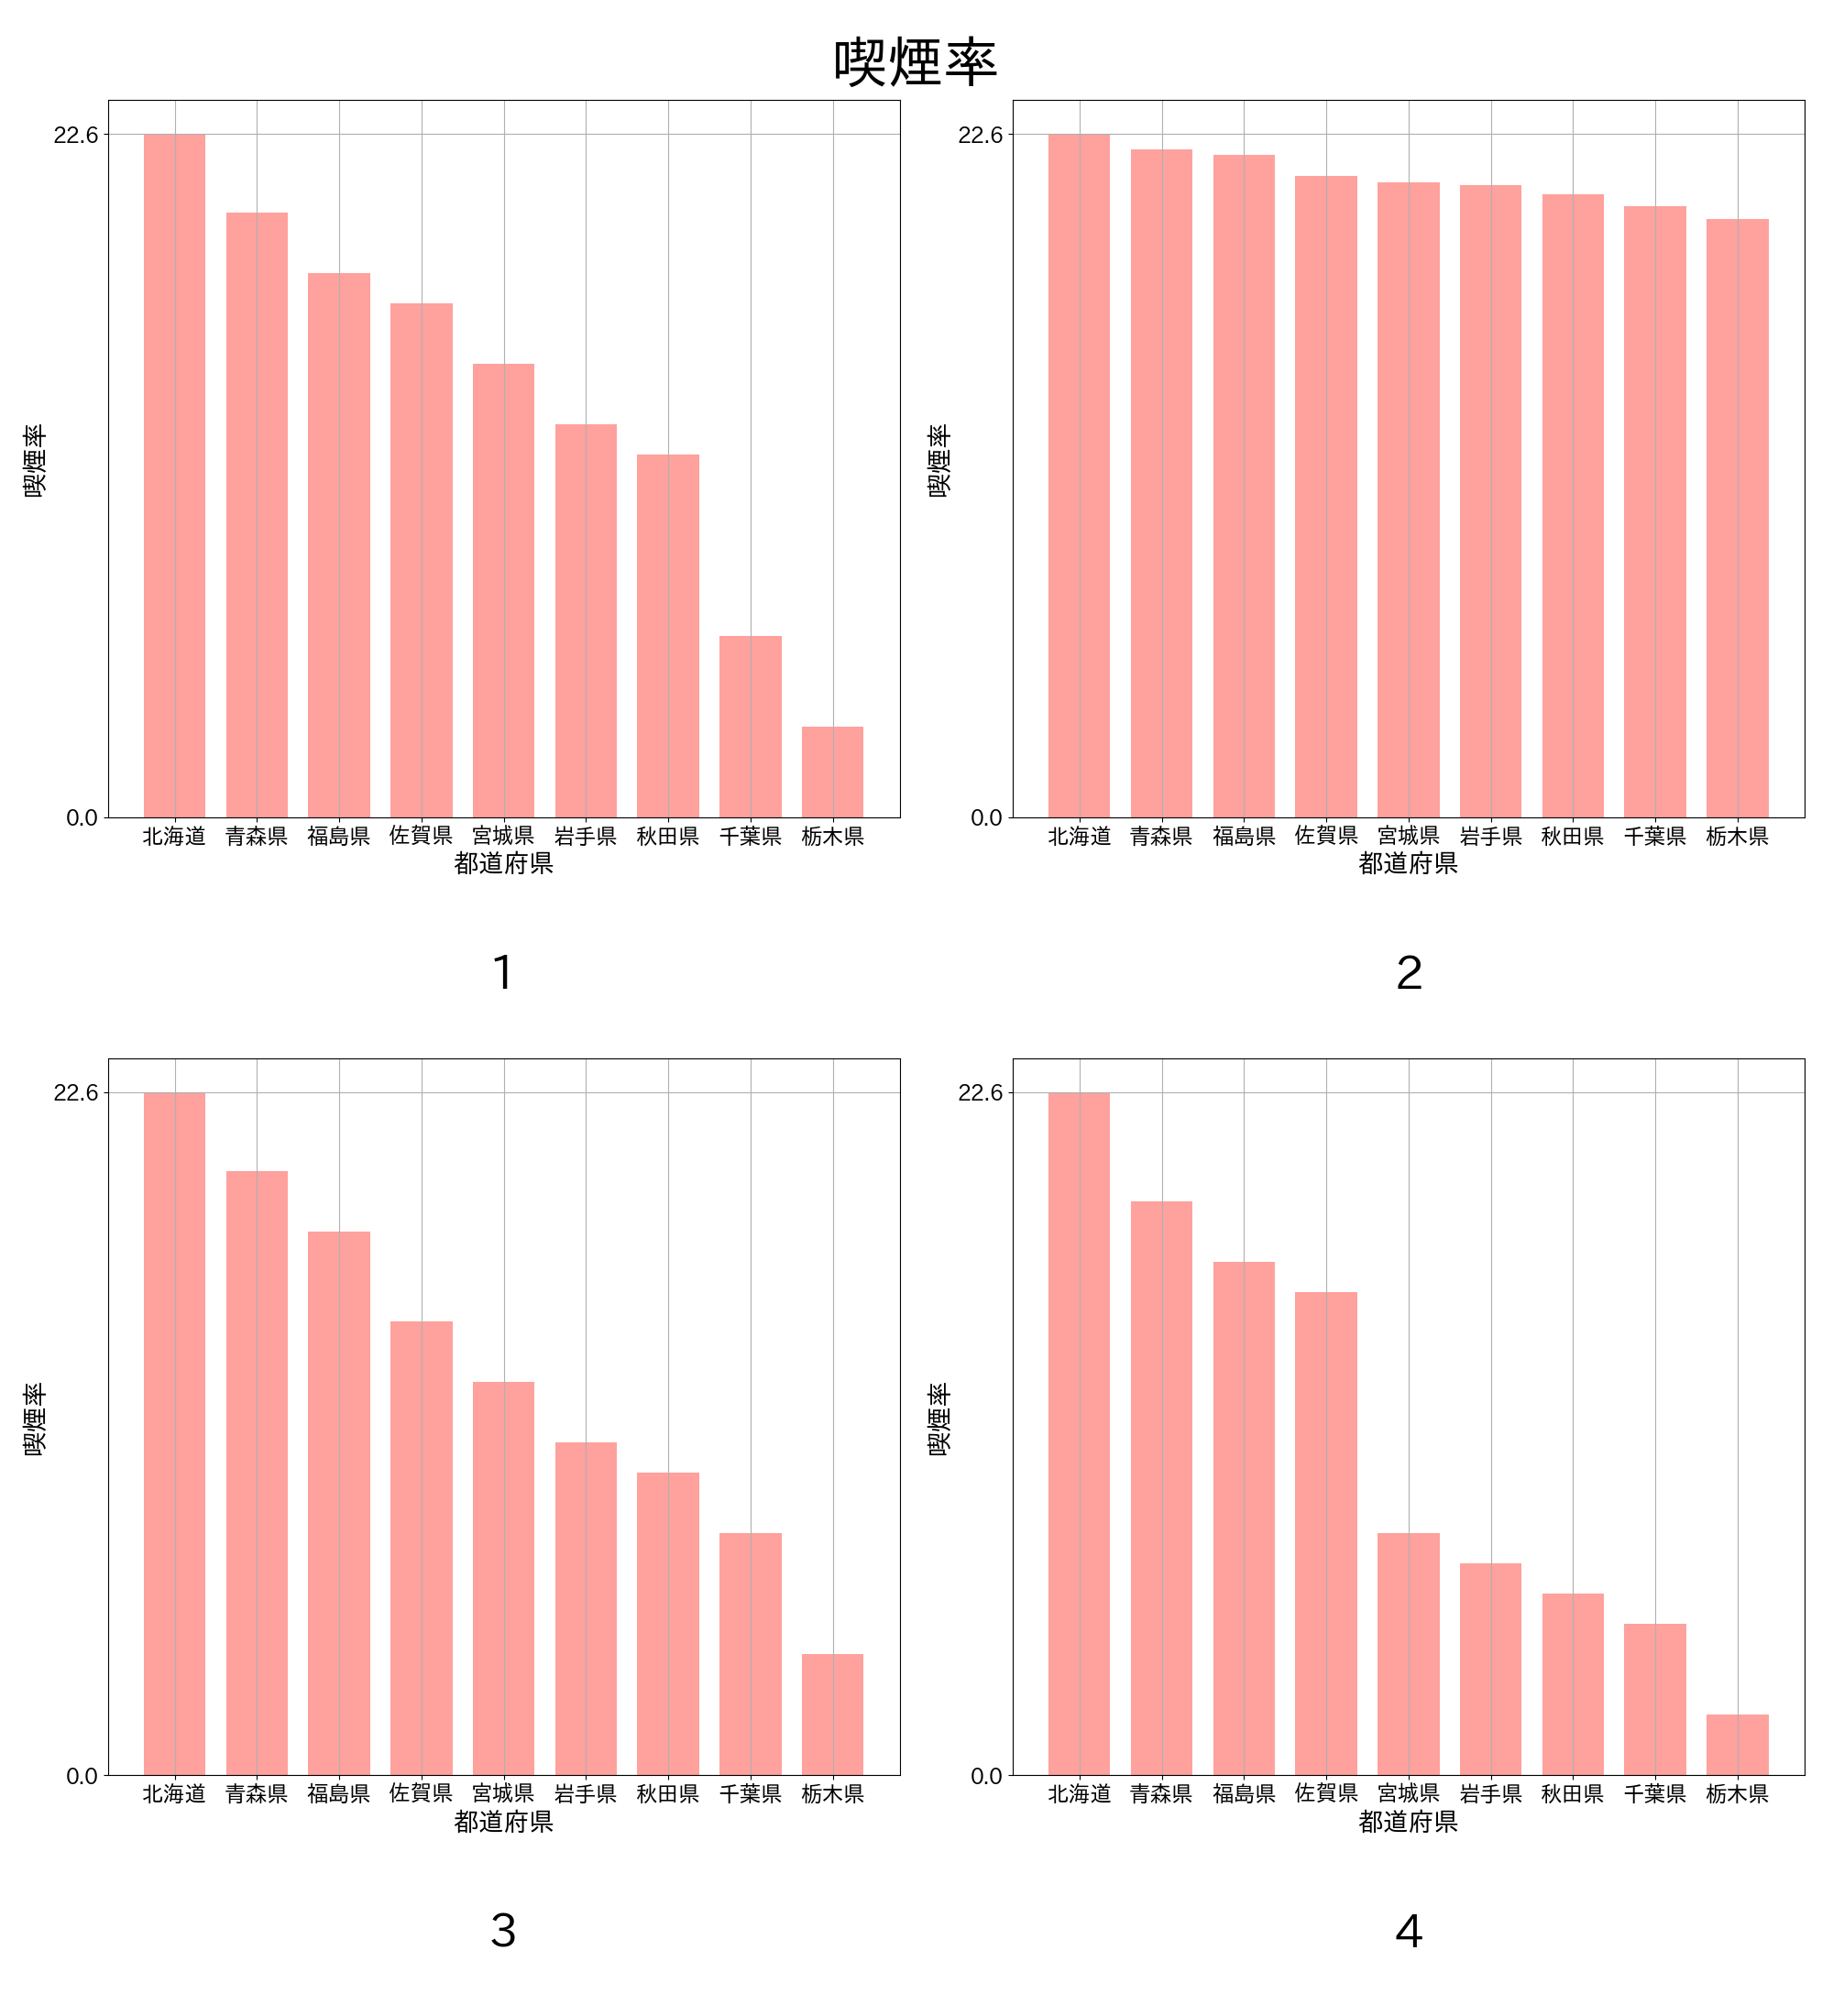 喫煙率
22.6
喫煙率
0.0
北海道 青森県 福島県 佐賀県 宮城県 岩手県 秋田県 千葉県 栃木県
都道府県
1
22.6
喫煙率
0.0
北海道 青森県 福島県 佐賀県 宮城県 岩手県 秋田県 千葉県 栃木県
都道府県
2
22.6
喫煙率
0.0
北海道 青森県 福島県 佐賀県 宮城県 岩手県 秋田県 千葉県 栃木県
都道府県
3
22.6
喫煙率
0.0
北海道 青森県 福島県 佐賀県 宮城県 岩手県 秋田県 千葉県 栃木県
都道府県
4